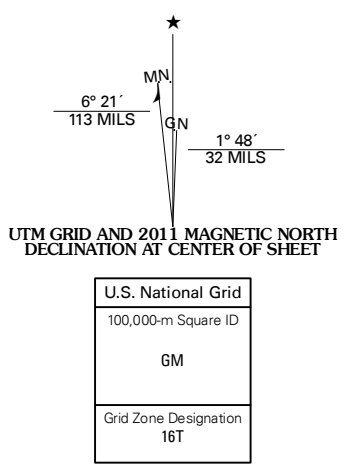 ★
MN.
6° 21´
113 MILS
GN
1° 48´
32 MILS
UTM GRID AND 2011 MAGNETIC NORTH
DECLINATION AT CENTER OF SHEET
U.S. National Grid
100,000-m Square ID
GM
Grid Zone Designation
16T